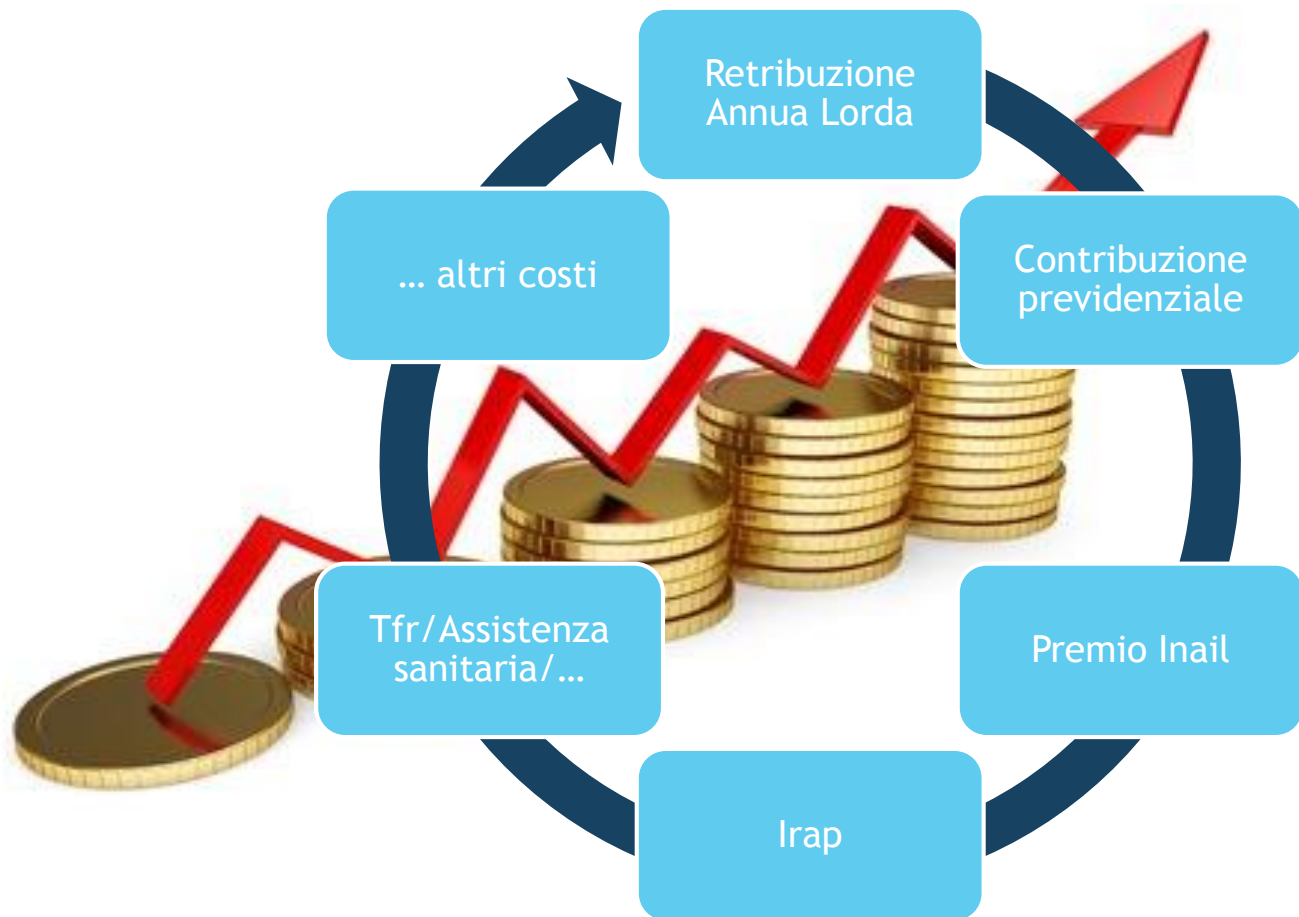 Retribuzione
Annua Lorda
Contribuzione
previdenziale
Premio Inail
Irap
Tfr/Assistenza
sanitaria/…
… altri costi